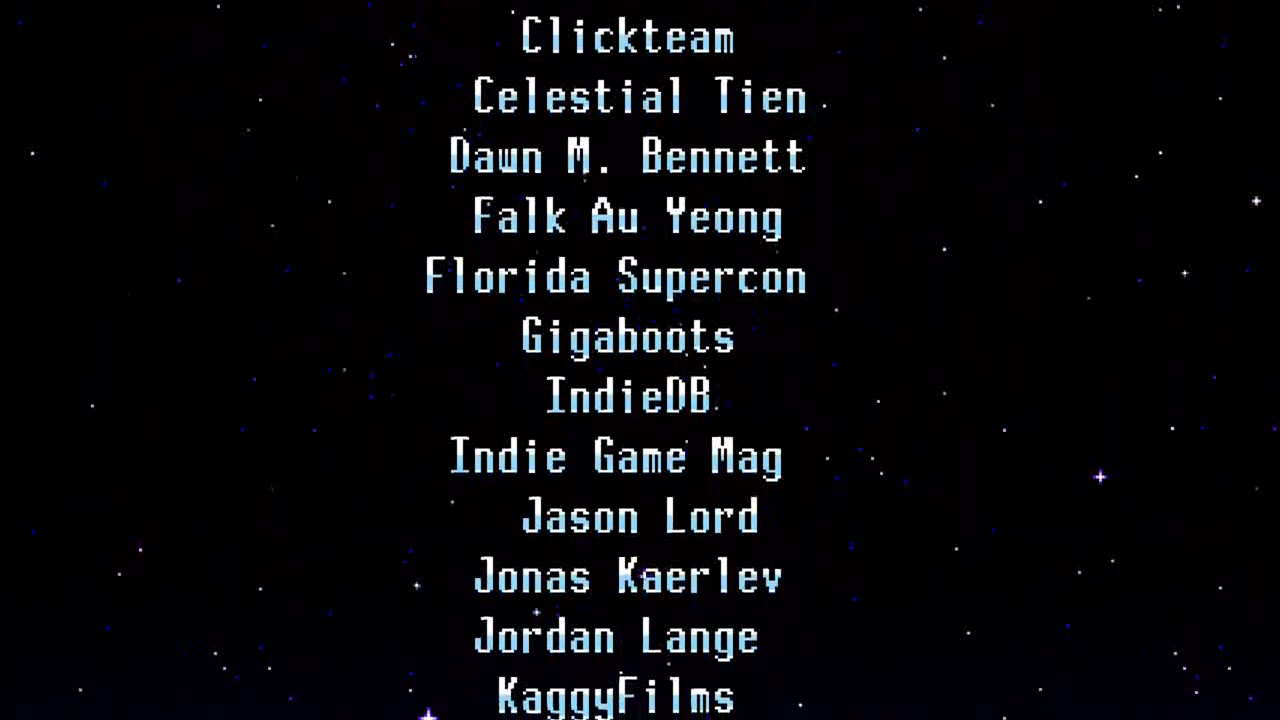 Clickteam
Celestial Tien
Dawn M. Bennett
Falk Au Yeong
Florida Supercon
Gigaboots
IndieDB
Indie Game Mag
Jason Lord
Jonas Kaerlev
Jordan Lange
KaggyFilms